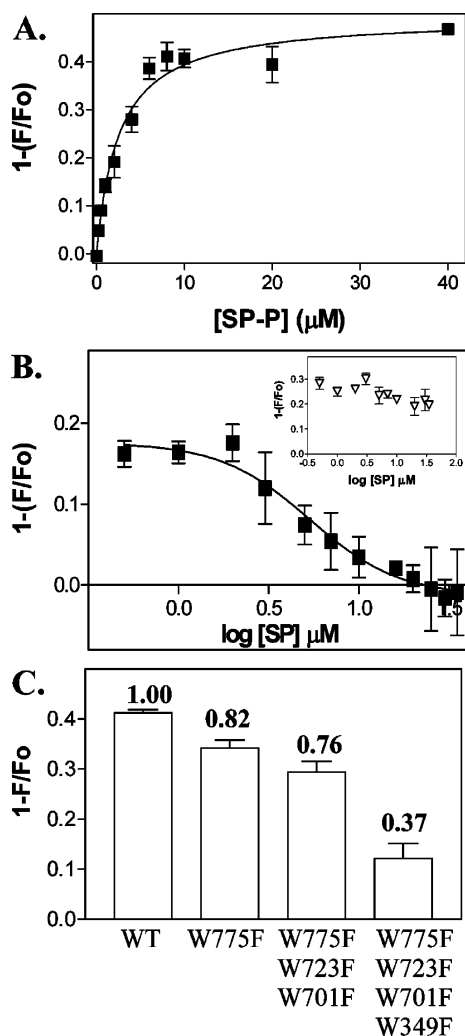 A.
1-(F/Fo)
0.4
0.3
0.2
0.1
0.0
0 10 20 30 40
[SP-P] (µM)
B.
1-(F/Fo)
0.2
0.1
0.0
0.0 0.5 1.0 1.5
log [SP] µM
1-(F/Fo)
0.3
0.2
0.1
0.0
-0.5 0.0 0.5 1.0 1.5 2.0
log [SP] µM
C.
1-F/Fo
0.4
0.3
0.2
0.1
0.0
1.00
0.82
0.76
0.37
WT W775F W775F W775F
W723F W723F
W701F W701F
W349F